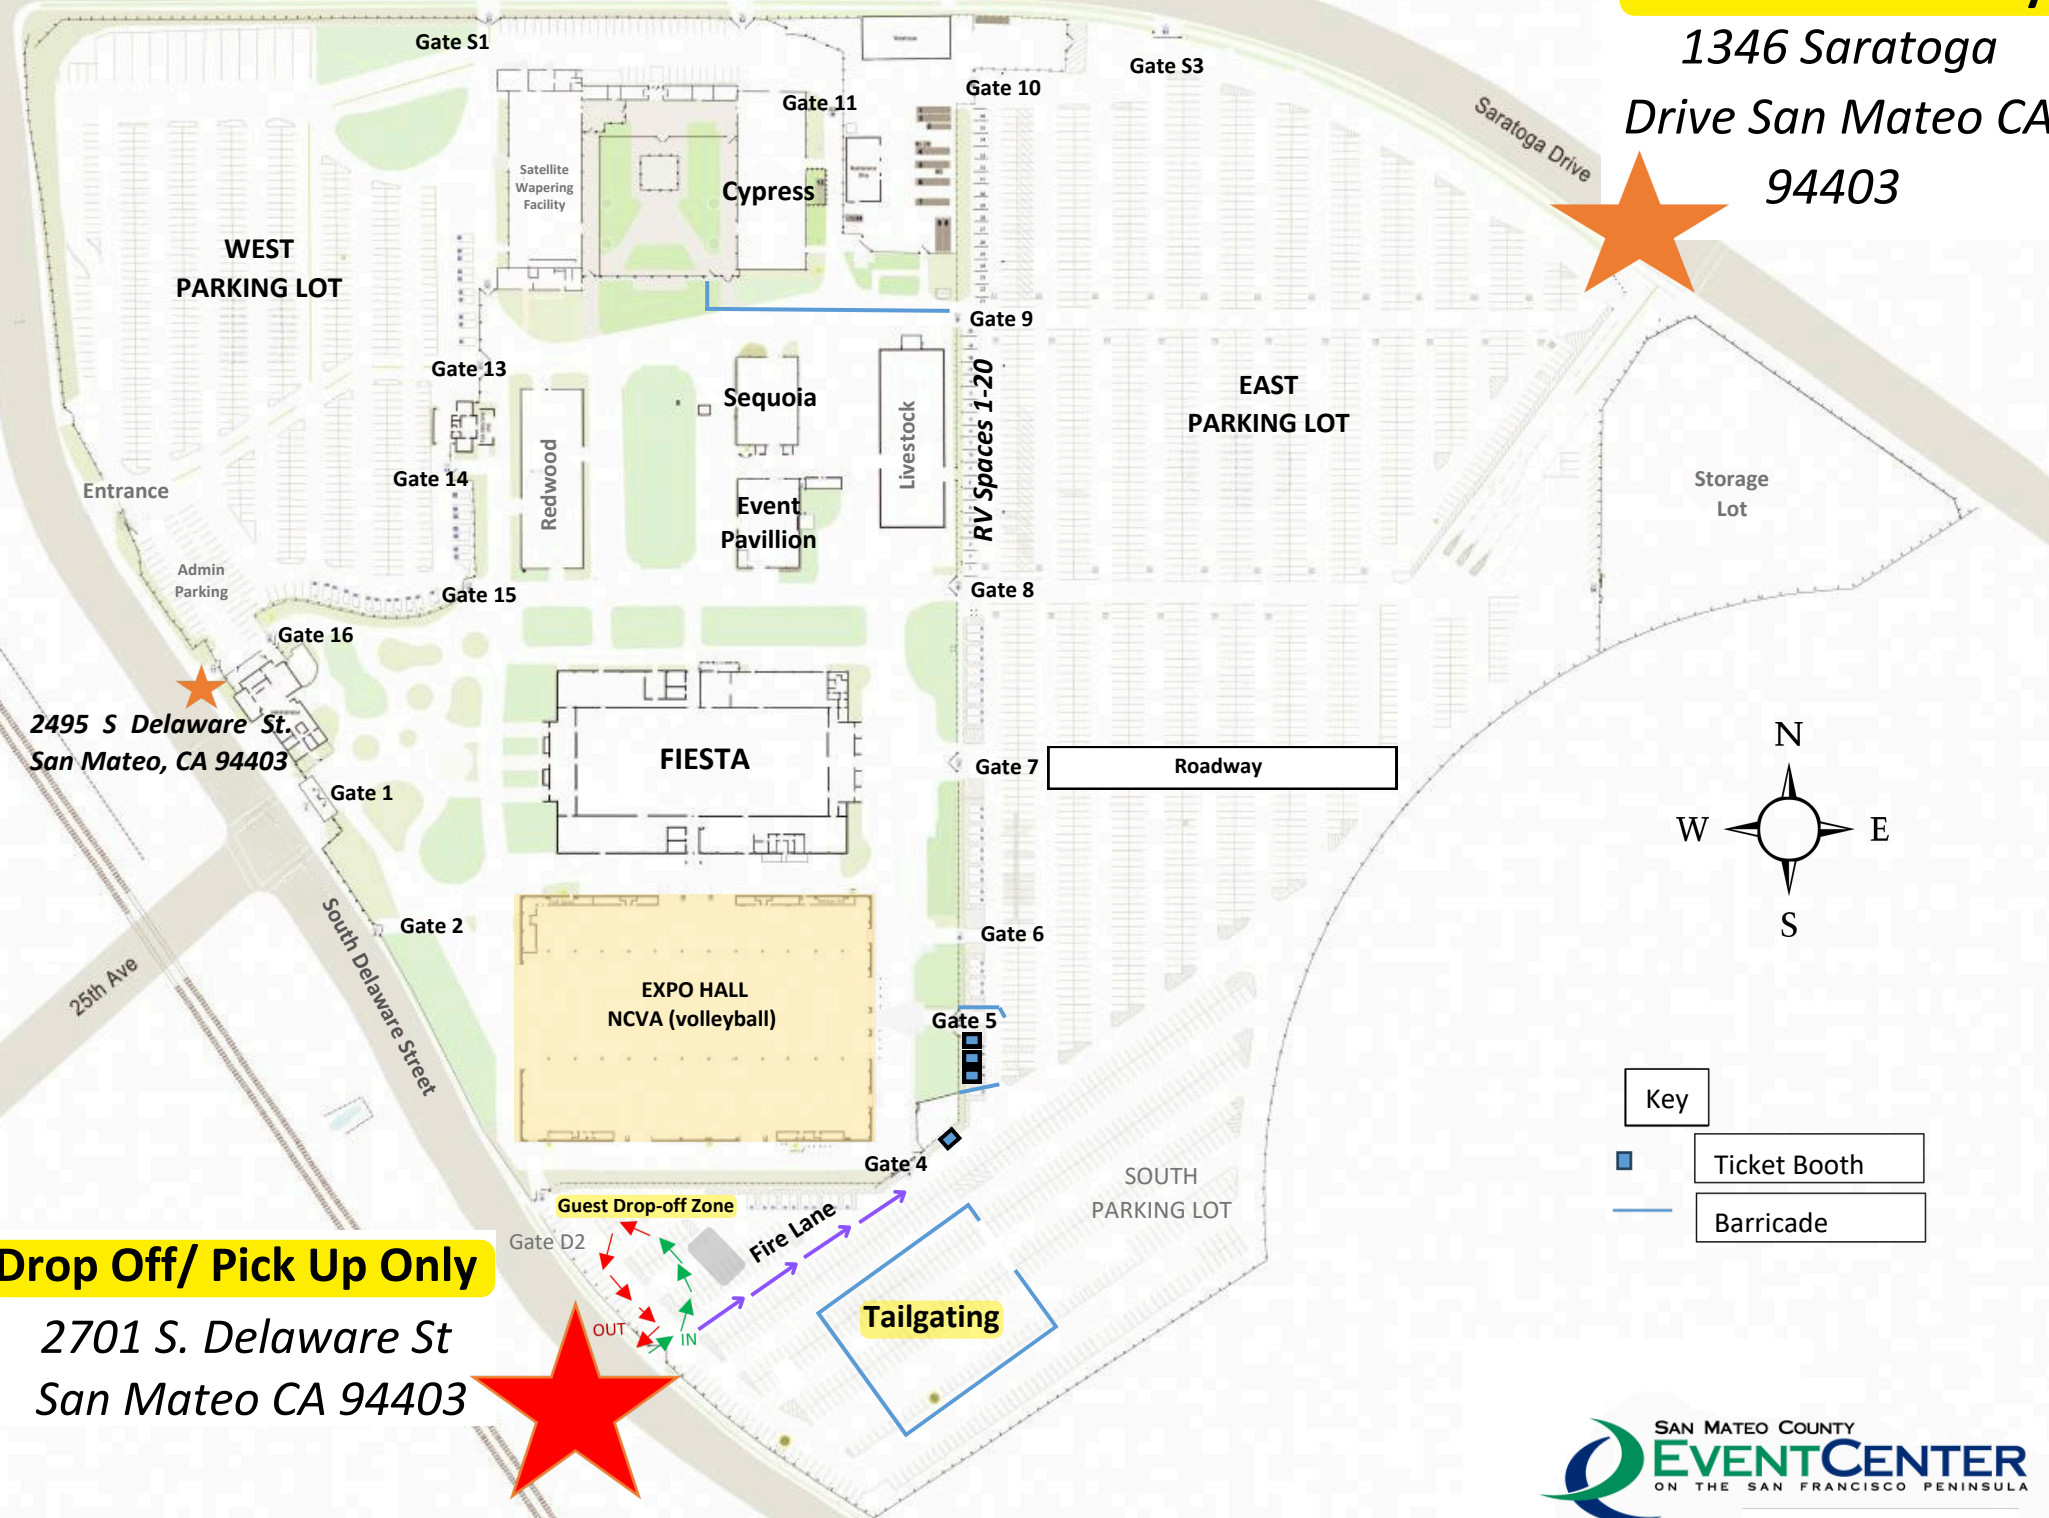 1346 Saratoga
Drive San Mateo CA
94403
Gate S1
Gate S3
Gate 10
Gate 11
Saratoga Drive
Satellite
Wapering
Facility
Cypress
WEST
PARKING LOT
Gate 9
Gate 13
Sequoia
Livestock
RV Spaces 1-20
EAST
PARKING LOT
Redwood
Gate 14
Entrance
Event
Pavillion
Storage
Lot
Admin
Parking
Gate 15
Gate 8
Gate 16
2495 S Delaware St.
San Mateo, CA 94403
FIESTA
Gate 7
Roadway
N
W
E
S
Gate 1
Gate 2
Gate 6
South Delaware Street
25th Ave
EXPO HALL
NCVA (volleyball)
Gate 5
Key
Ticket Booth
Barricade
Gate 4
SOUTH
PARKING LOT
Guest Drop-off Zone
Gate D2
Fire Lane
Drop Off/ Pick Up Only
2701 S. Delaware St
San Mateo CA 94403
OUT
IN
Tailgating
SAN MATEO COUNTY
EVENTCENTER
ON THE SAN FRANCISCO PENINSULA